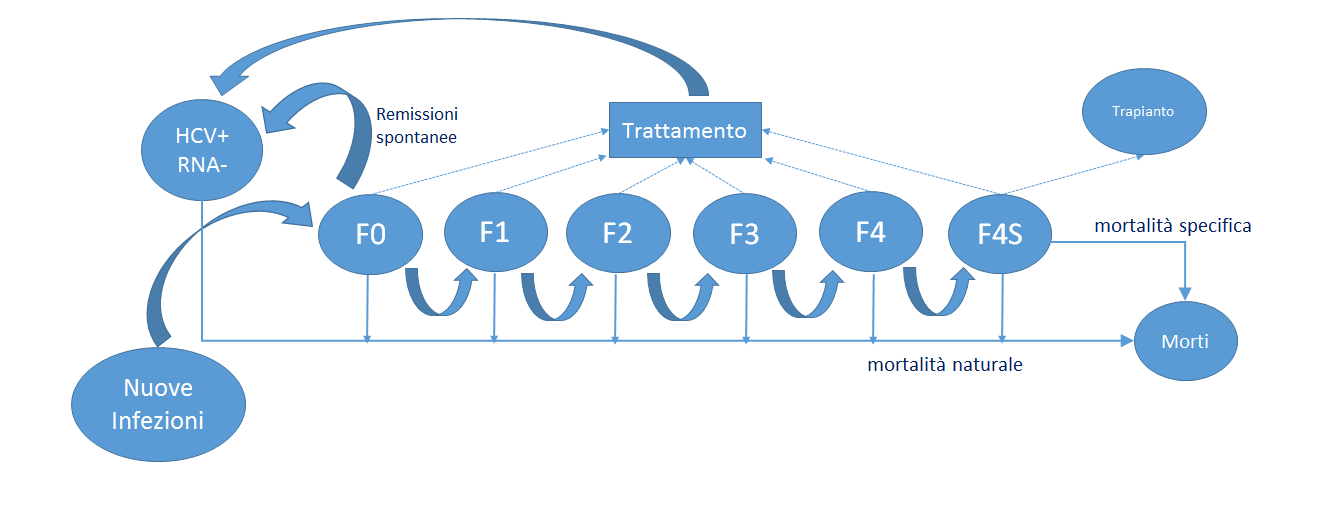 Remissioni
spontanee
HCV+
RNA-
Trattamento
Trapianto
F0
F1
F2
F3
F4
F4S
mortalità specifica
Morti
mortalità naturale
Nuove
Infezioni